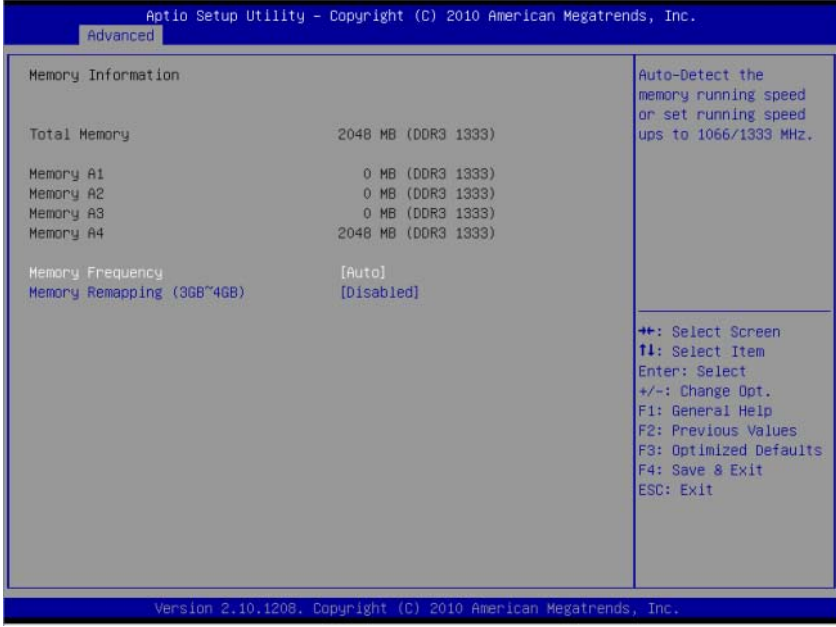 Aptio Setup Utility – Copyright (C) 2010 American Megatrends, Inc.
Advanced
Memory Information
Total Memory 2048 MB (DDR3 1333)
Memory A1 0 MB (DDR3 1333)
Memory A2 0 MB (DDR3 1333)
Memory A3 0 MB (DDR3 1333)
Memory A4 2048 MB (DDR3 1333)
Memory Frequency [Auto]
Memory Remapping (3GB~4GB) [Disabled]
Auto-Detect the
memory running speed
or set running speed
ups to 1066/1333 MHz.
→←: Select Screen
↑↓: Select Item
Enter: Select
+/-: Change Opt.
F1: General Help
F2: Previous Values
F3: Optimized Defaults
F4: Save & Exit
ESC: Exit
Version 2.10.1208. Copyright (C) 2010 American Megatrends, Inc.